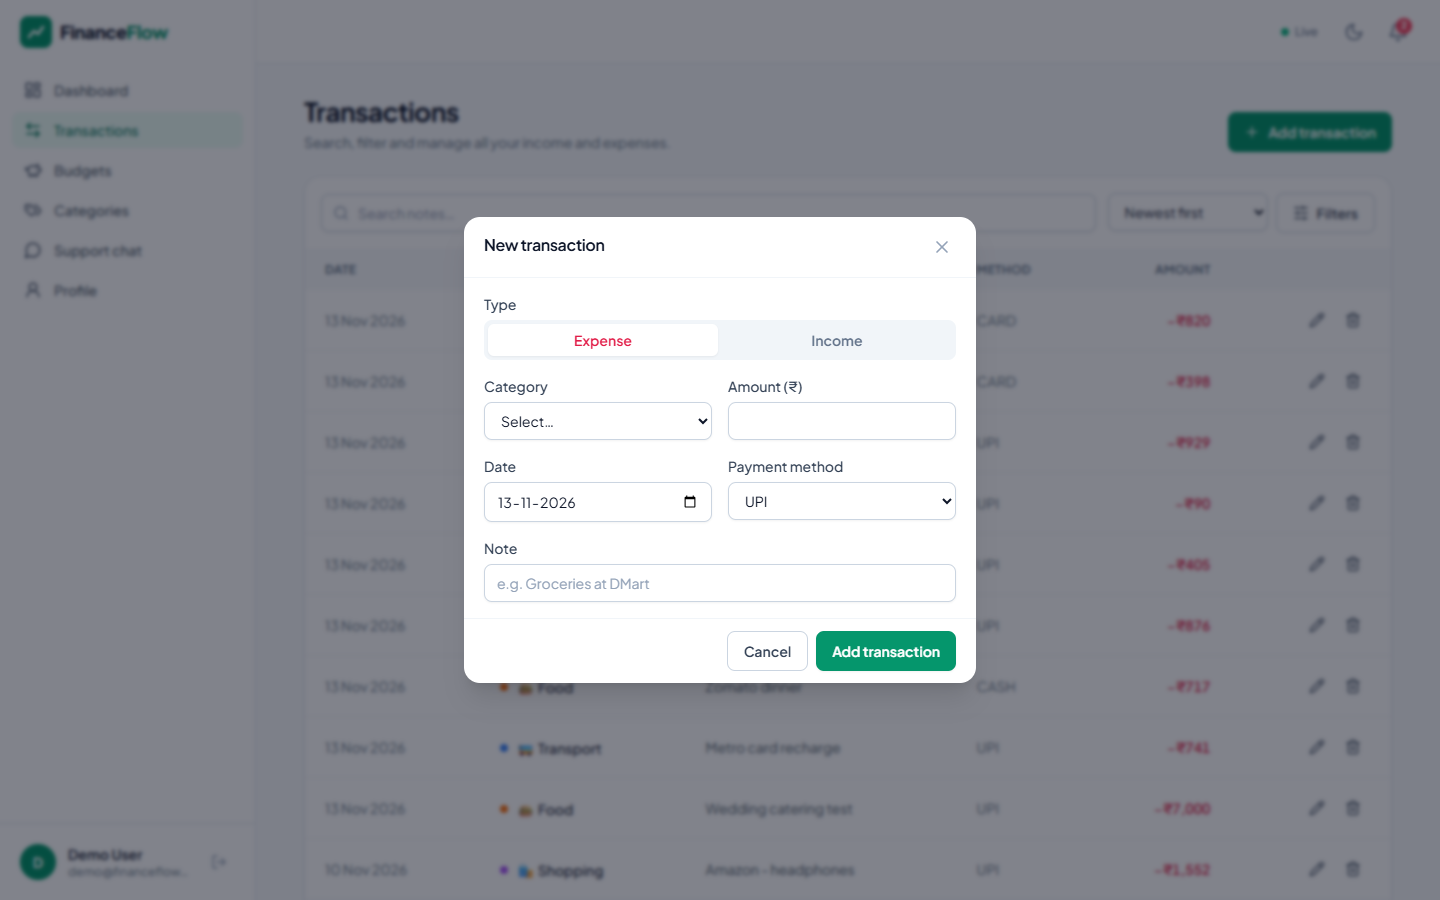 FinanceFlow
Live
Dashboard
Transactions
Budgets
Categories
Support chat
Profile
Transactions
Search, filter and manage all your income and expenses.
+ Add transaction
Search notes...
Newest first
Filters
DATE METHOD AMOUNT
13 Nov 2026 CARD -₹820
13 Nov 2026 CARD -₹398
13 Nov 2026 UPI -₹929
13 Nov 2026 UPI -₹90
13 Nov 2026 UPI -₹405
13 Nov 2026 UPI -₹876
13 Nov 2026 Food Zomato dinner CASH -₹717
13 Nov 2026 Transport Metro card recharge UPI -₹741
13 Nov 2026 Food Wedding catering test UPI -₹7,000
10 Nov 2026 Shopping Amazon - headphones UPI -₹1,552
New transaction
Type
Expense Income
Category Amount (₹)
Select...
Date Payment method
13-11-2026 UPI
Note
e.g. Groceries at DMart
Cancel Add transaction
D
Demo User
demo@financeflow...